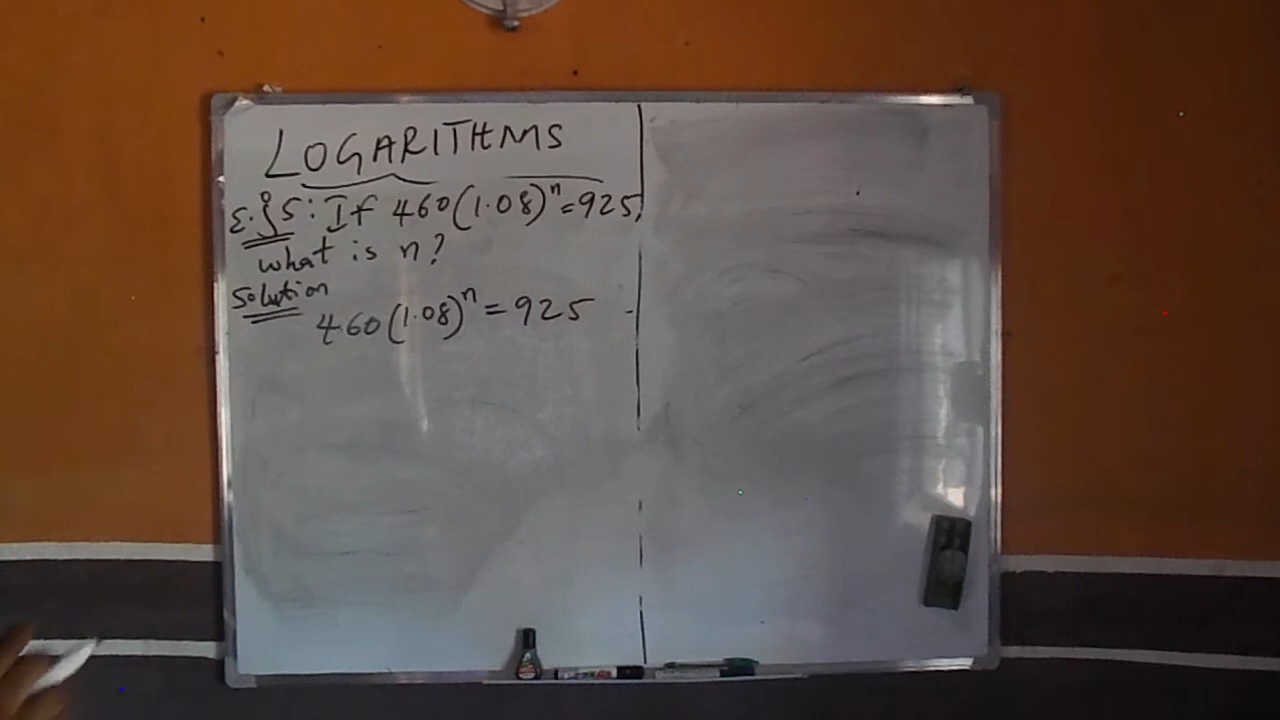 LOGARITHMS
E.g 5: If 460(1.08)ⁿ=925,
what is n?
Solution
460(1.08)ⁿ=925